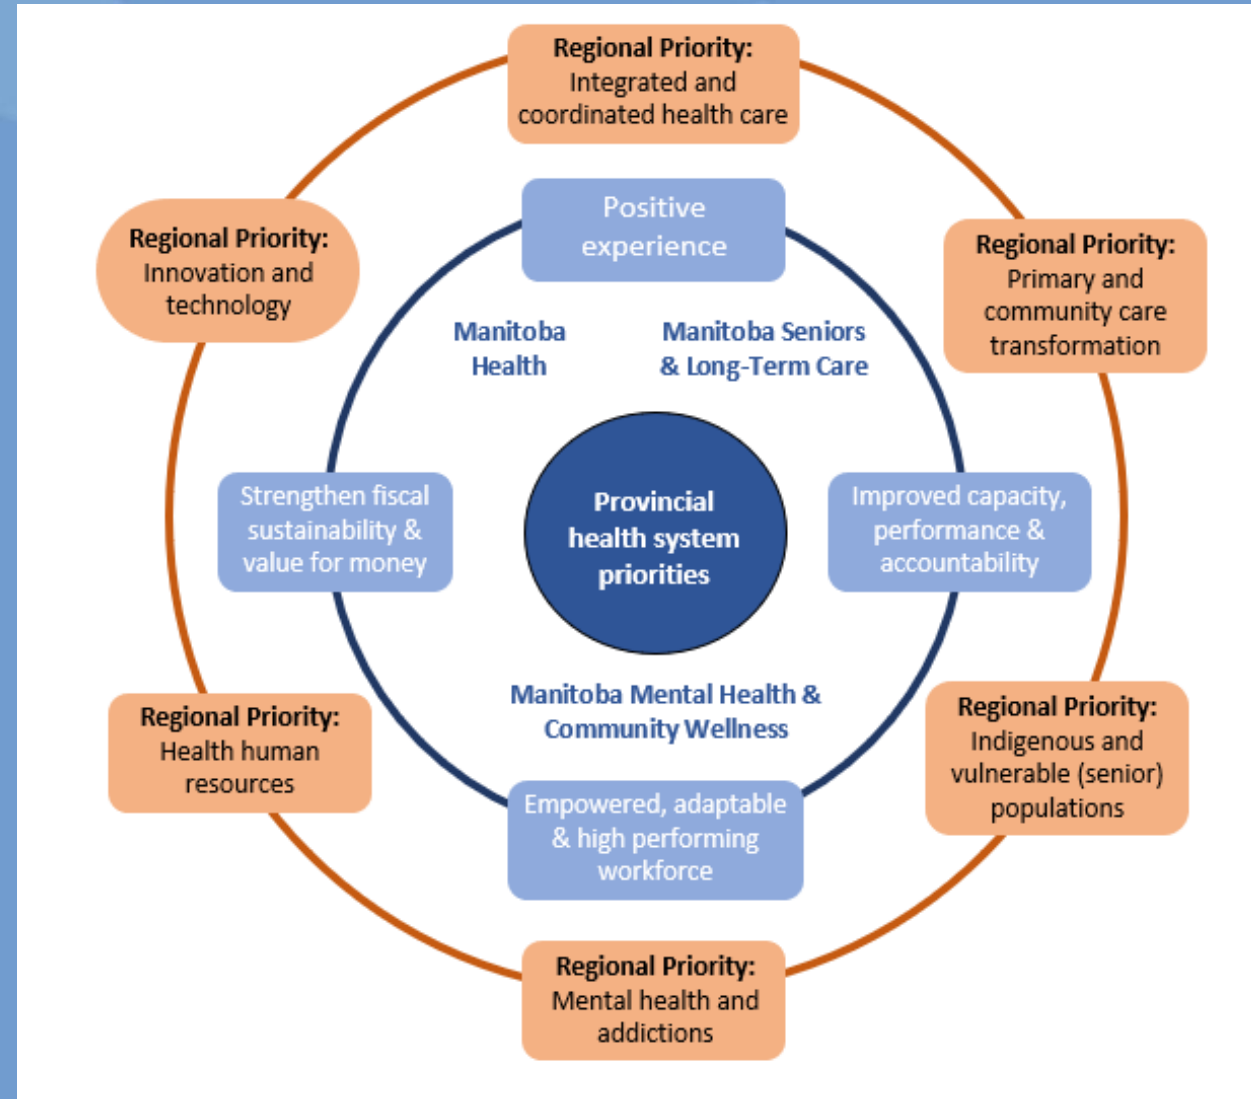 Regional Priority:
Integrated and
coordinated health care
Positive
experience
Regional Priority:
Innovation and
technology
Regional Priority:
Primary and
community care
transformation
Manitoba
Health
Manitoba Seniors
& Long-Term Care
Strengthen fiscal
sustainability &
value for money
Provincial
health system
priorities
Improved capacity,
performance &
accountability
Manitoba Mental Health &
Community Wellness
Regional Priority:
Health human
resources
Regional Priority:
Indigenous and
vulnerable (senior)
populations
Empowered, adaptable
& high performing
workforce
Regional Priority:
Mental health and
addictions